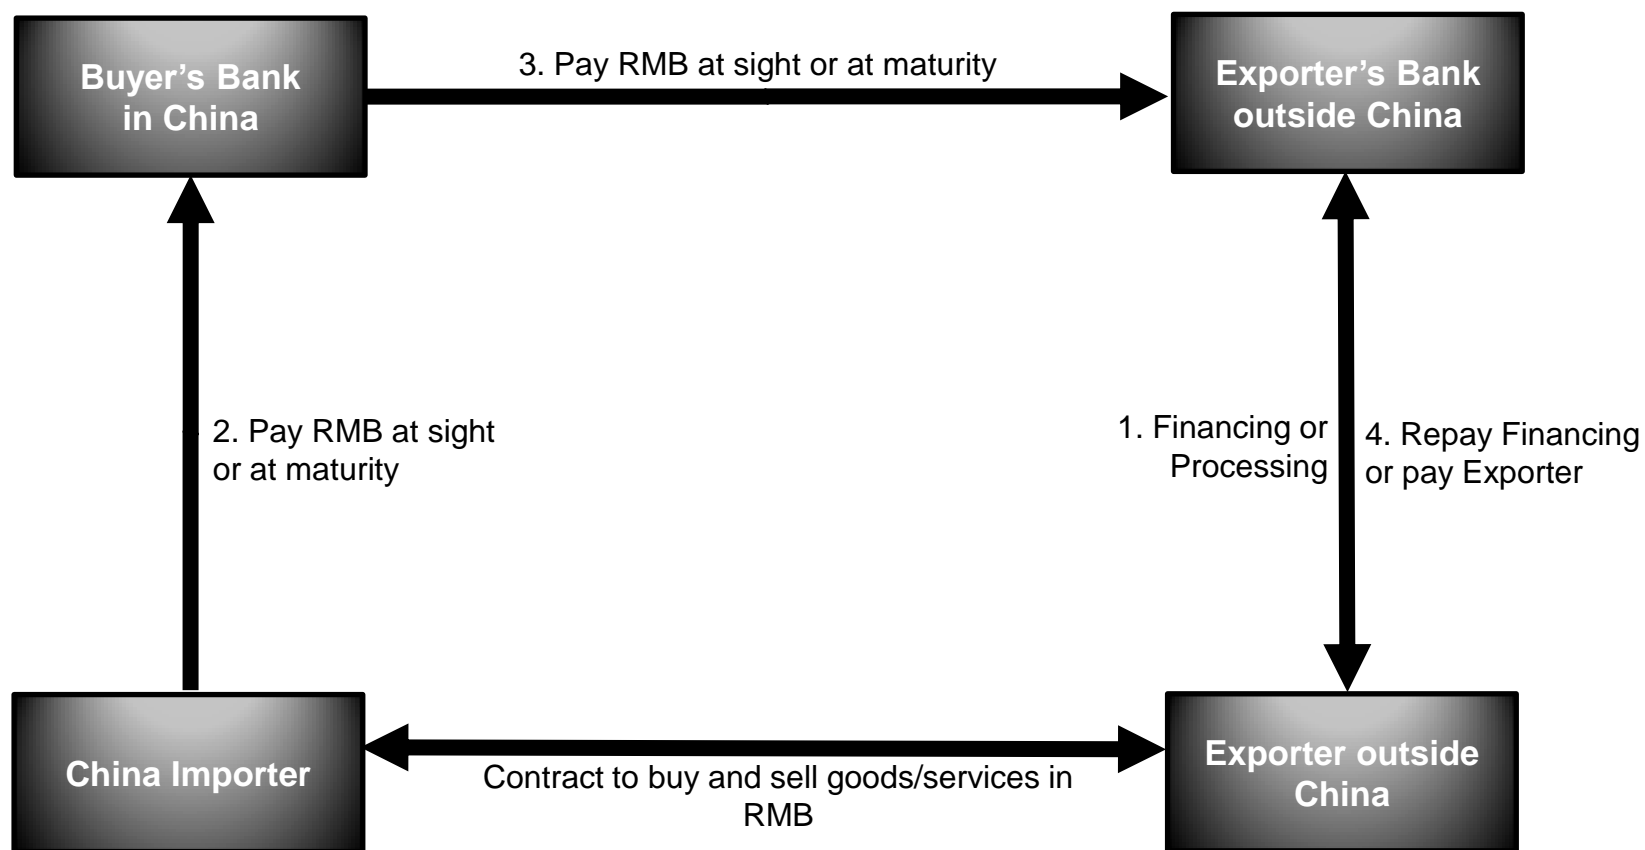 Buyer’s Bank
in China
3. Pay RMB at sight or at maturity
Exporter’s Bank
outside China
2. Pay RMB at sight
or at maturity
1. Financing or
Processing
4. Repay Financing
or pay Exporter
China Importer
Contract to buy and sell goods/services in
RMB
Exporter outside
China